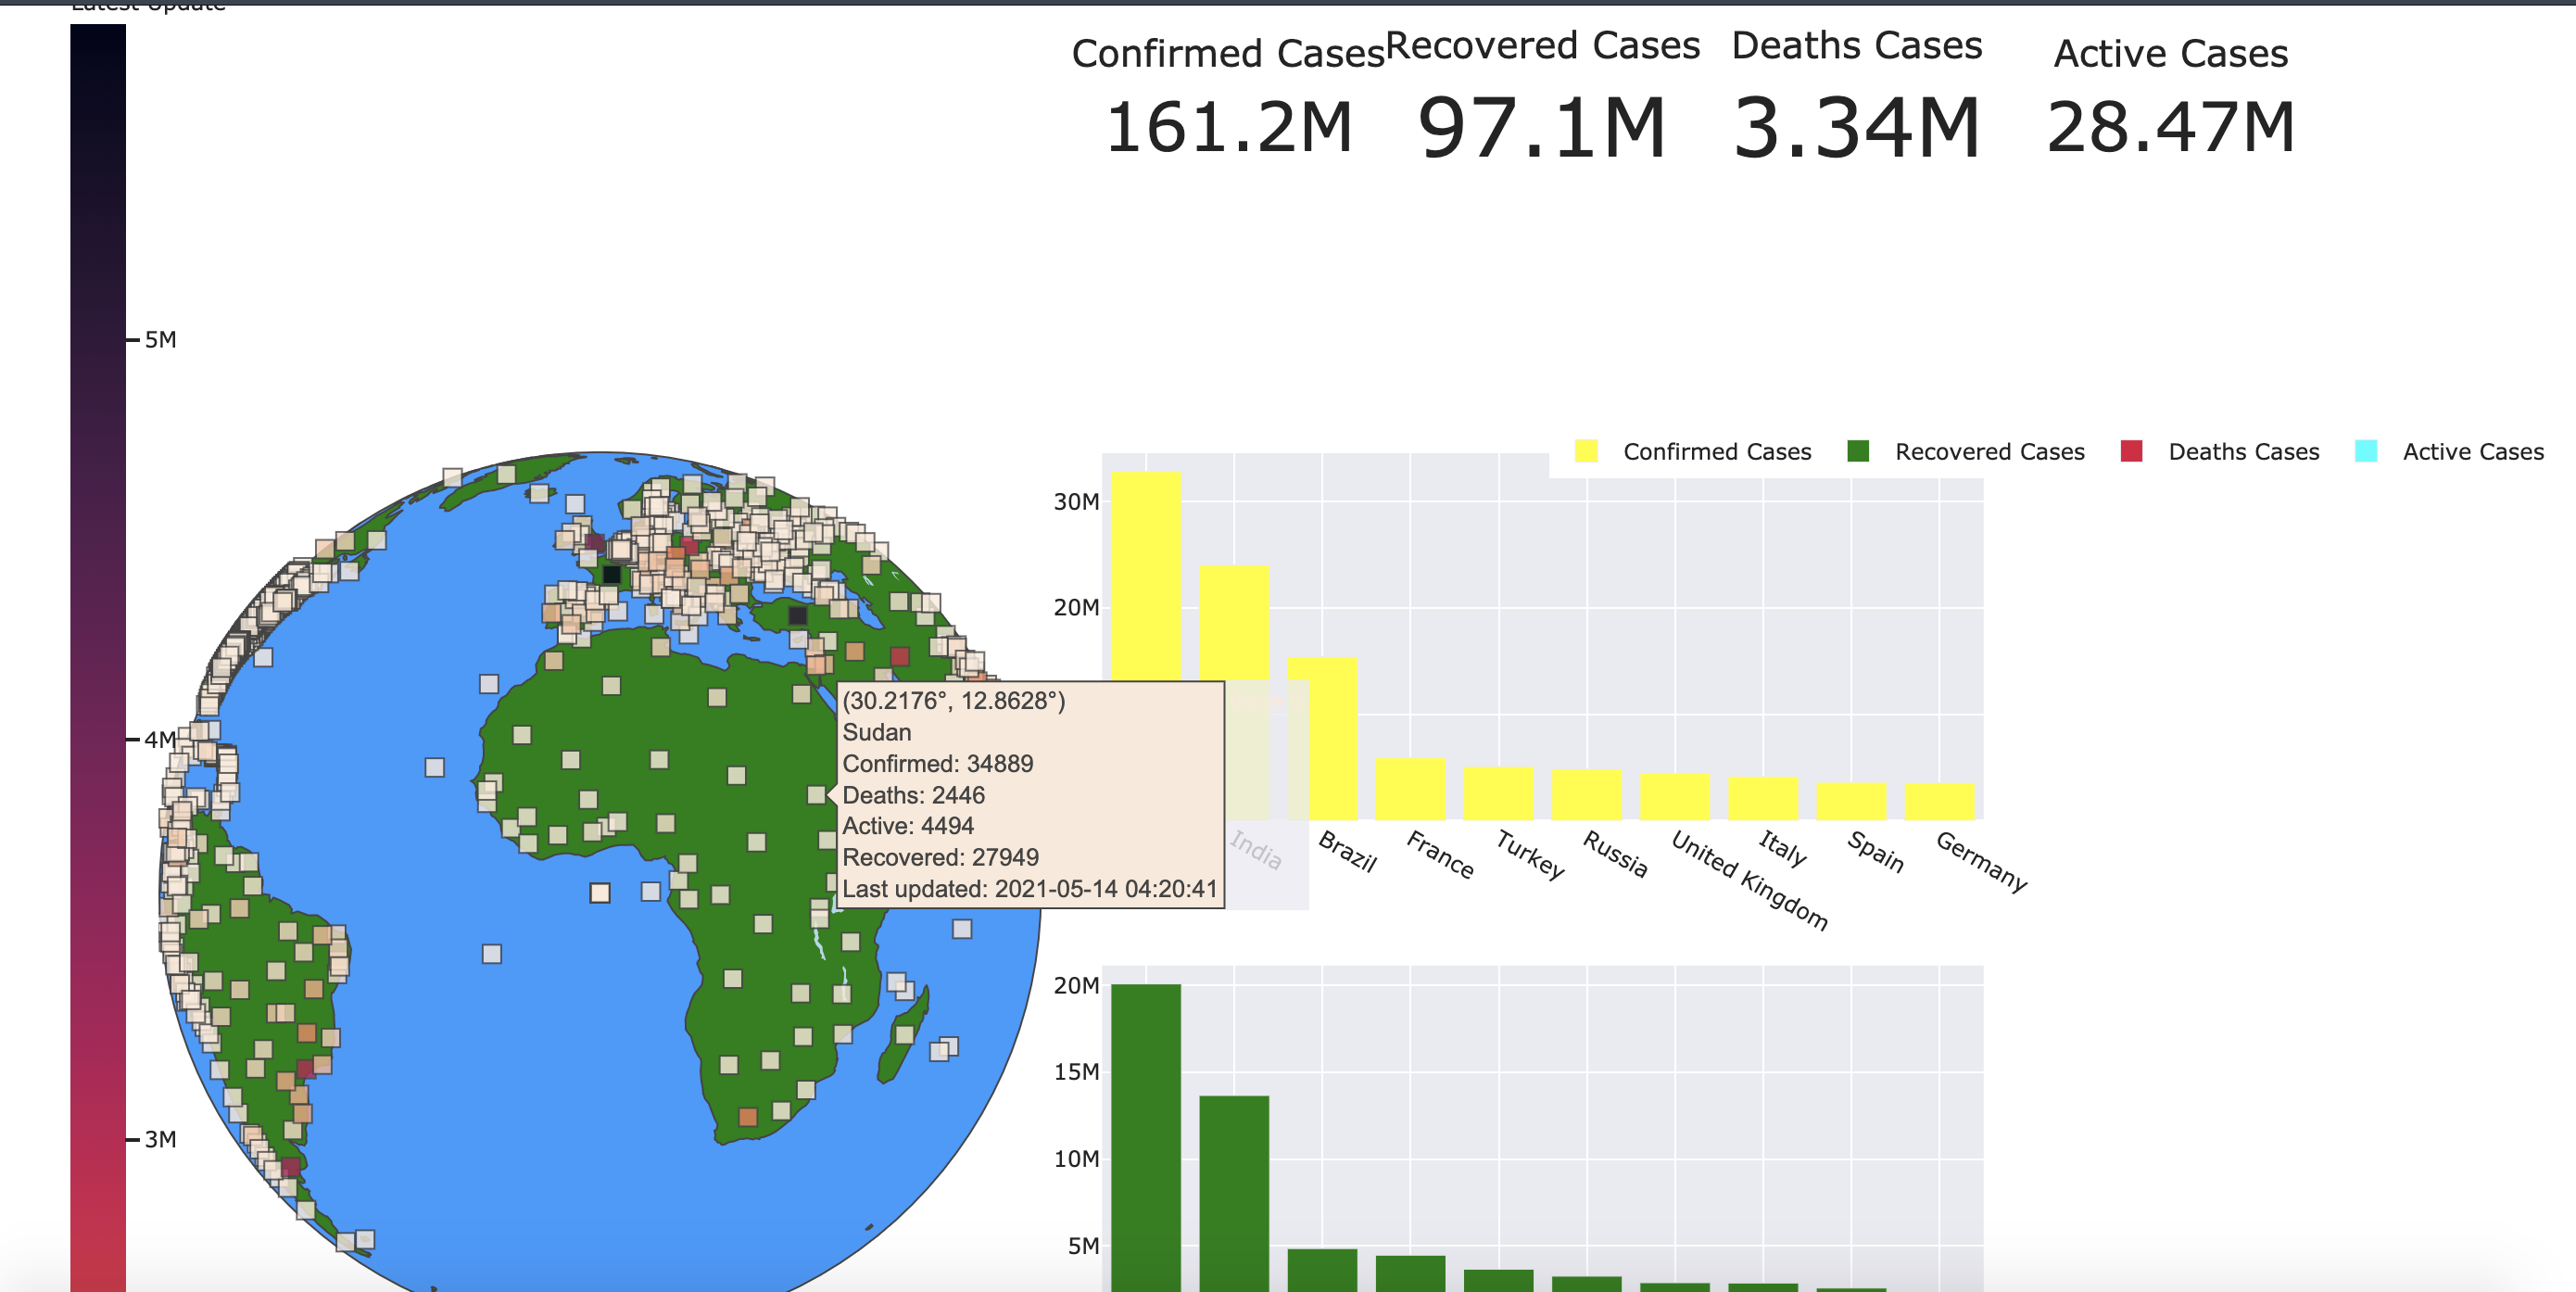 Latest Update
Confirmed Cases
Recovered Cases
Deaths Cases
Active Cases
161.2M
97.1M
3.34M
28.47M
5M
4M
3M
Confirmed Cases
Recovered Cases
Deaths Cases
Active Cases
30M
20M
(30.2176°, 12.8628°)
Sudan
Confirmed: 34889
Deaths: 2446
Active: 4494
Recovered: 27949
Last updated: 2021-05-14 04:20:41
India
Brazil
France
Turkey
Russia
United Kingdom
Italy
Spain
Germany
20M
15M
10M
5M